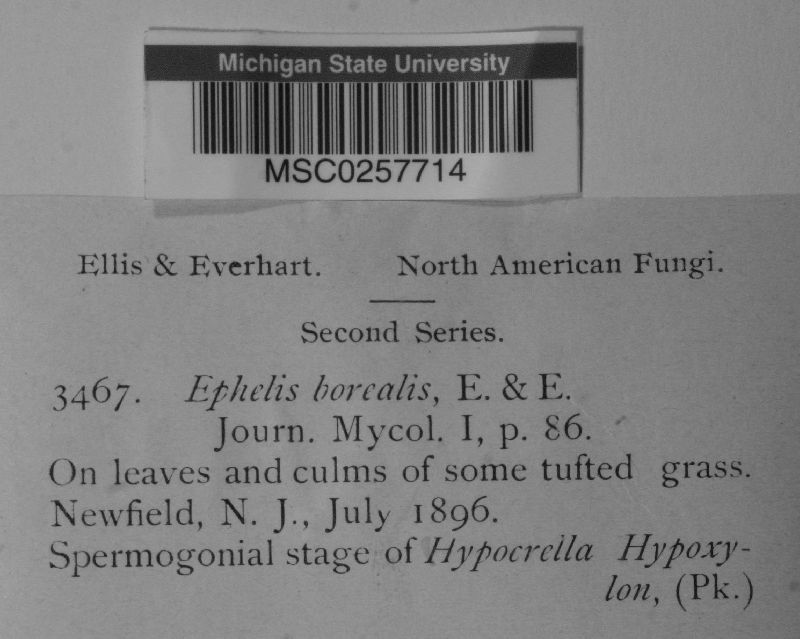 Michigan State University
MSC0257714
Ellis & Everhart. North American Fungi.
Second Series.
3467. Ephelis borealis, E. & E.
Journ. Mycol. I, p. 86.
On leaves and culms of some tufted grass.
Newfield, N. J., July 1896.
Spermogonial stage of Hypocrella Hypoxy-
lon, (Pk.)